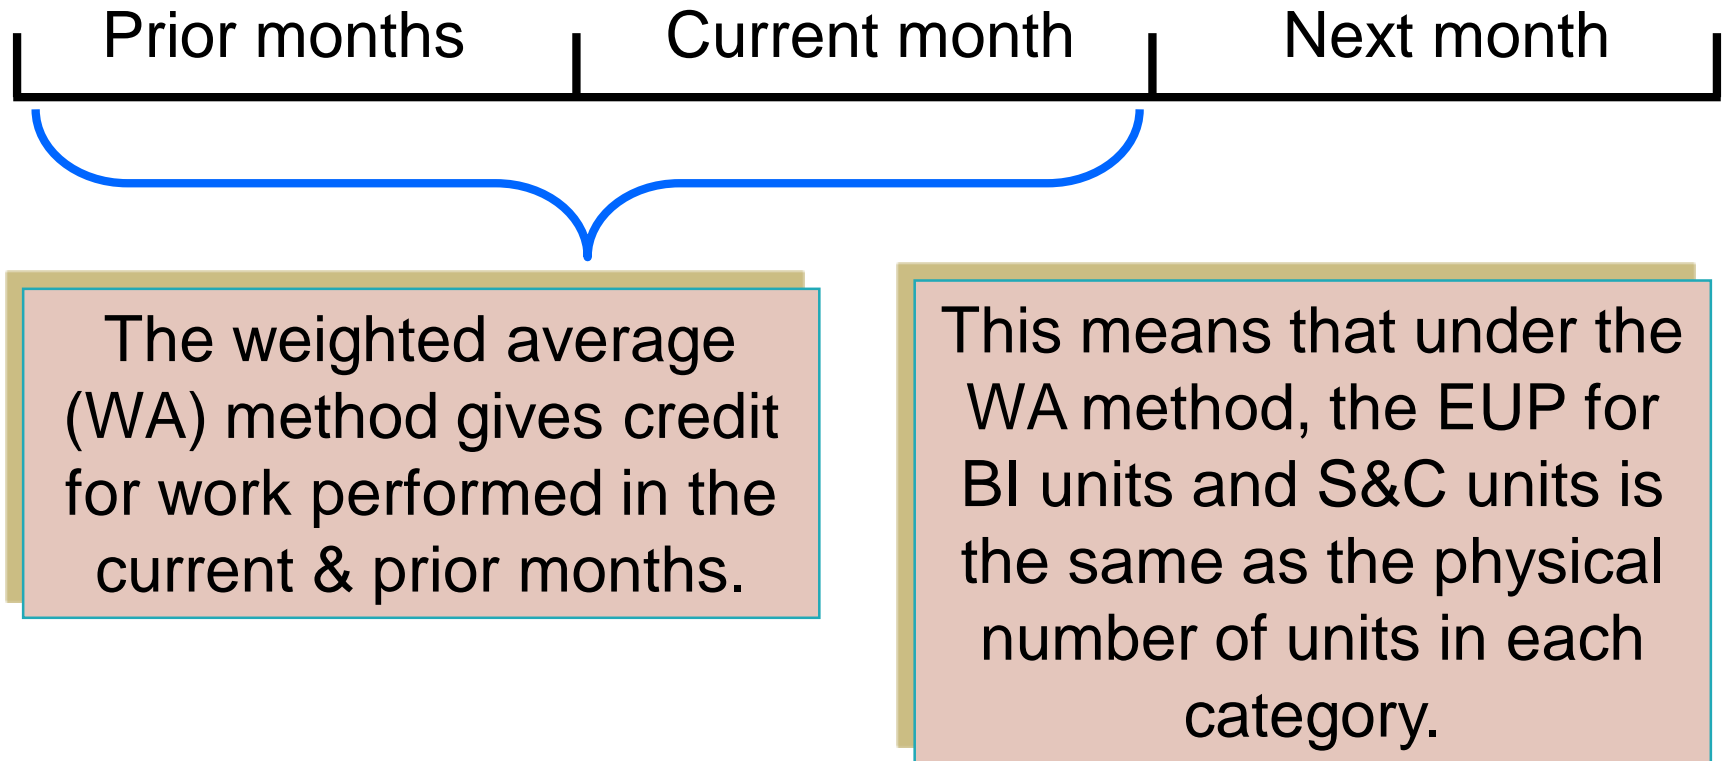 Prior months Current month Next month
The weighted average
(WA) method gives credit
for work performed in the
current & prior months.
This means that under the
WA method, the EUP for
BI units and S&C units is
the same as the physical
number of units in each
category.